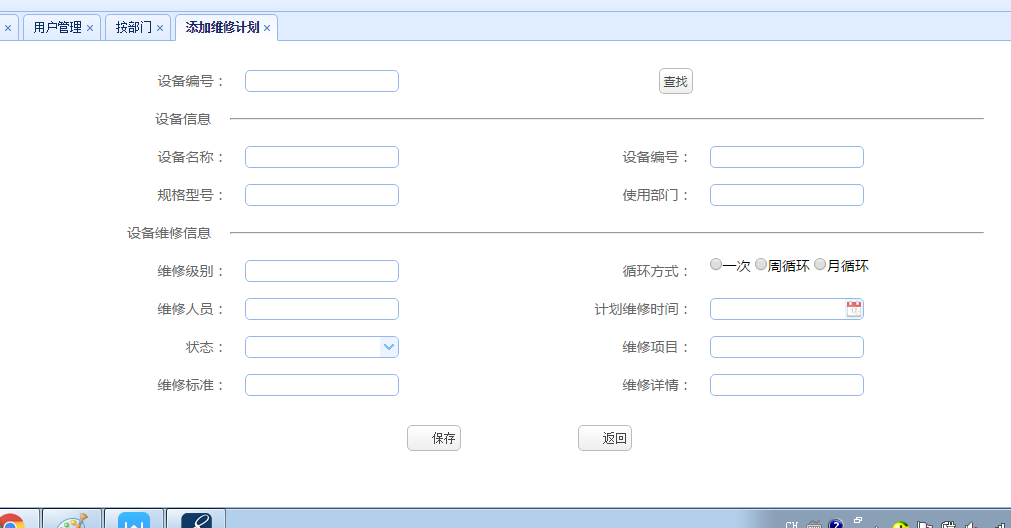 × 用户管理 × 按部门 × 添加维修计划 ×
设备编号： 查找
设备信息
设备名称： 设备编号：
规格型号： 使用部门：
设备维修信息
维修级别： 循环方式： 一次 周循环 月循环
维修人员： 计划维修时间：
状态： 维修项目：
维修标准： 维修详情：
保存 返回
CH